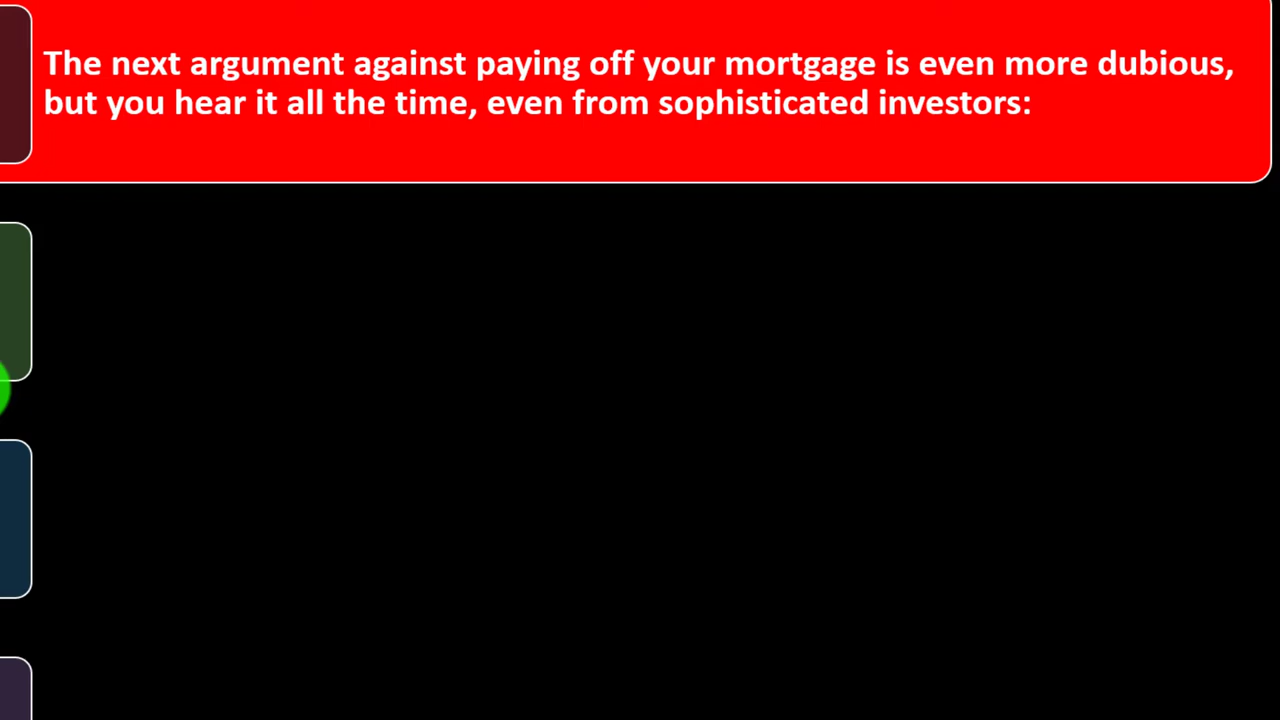 The next argument against paying off your mortgage is even more dubious,
but you hear it all the time, even from sophisticated investors: